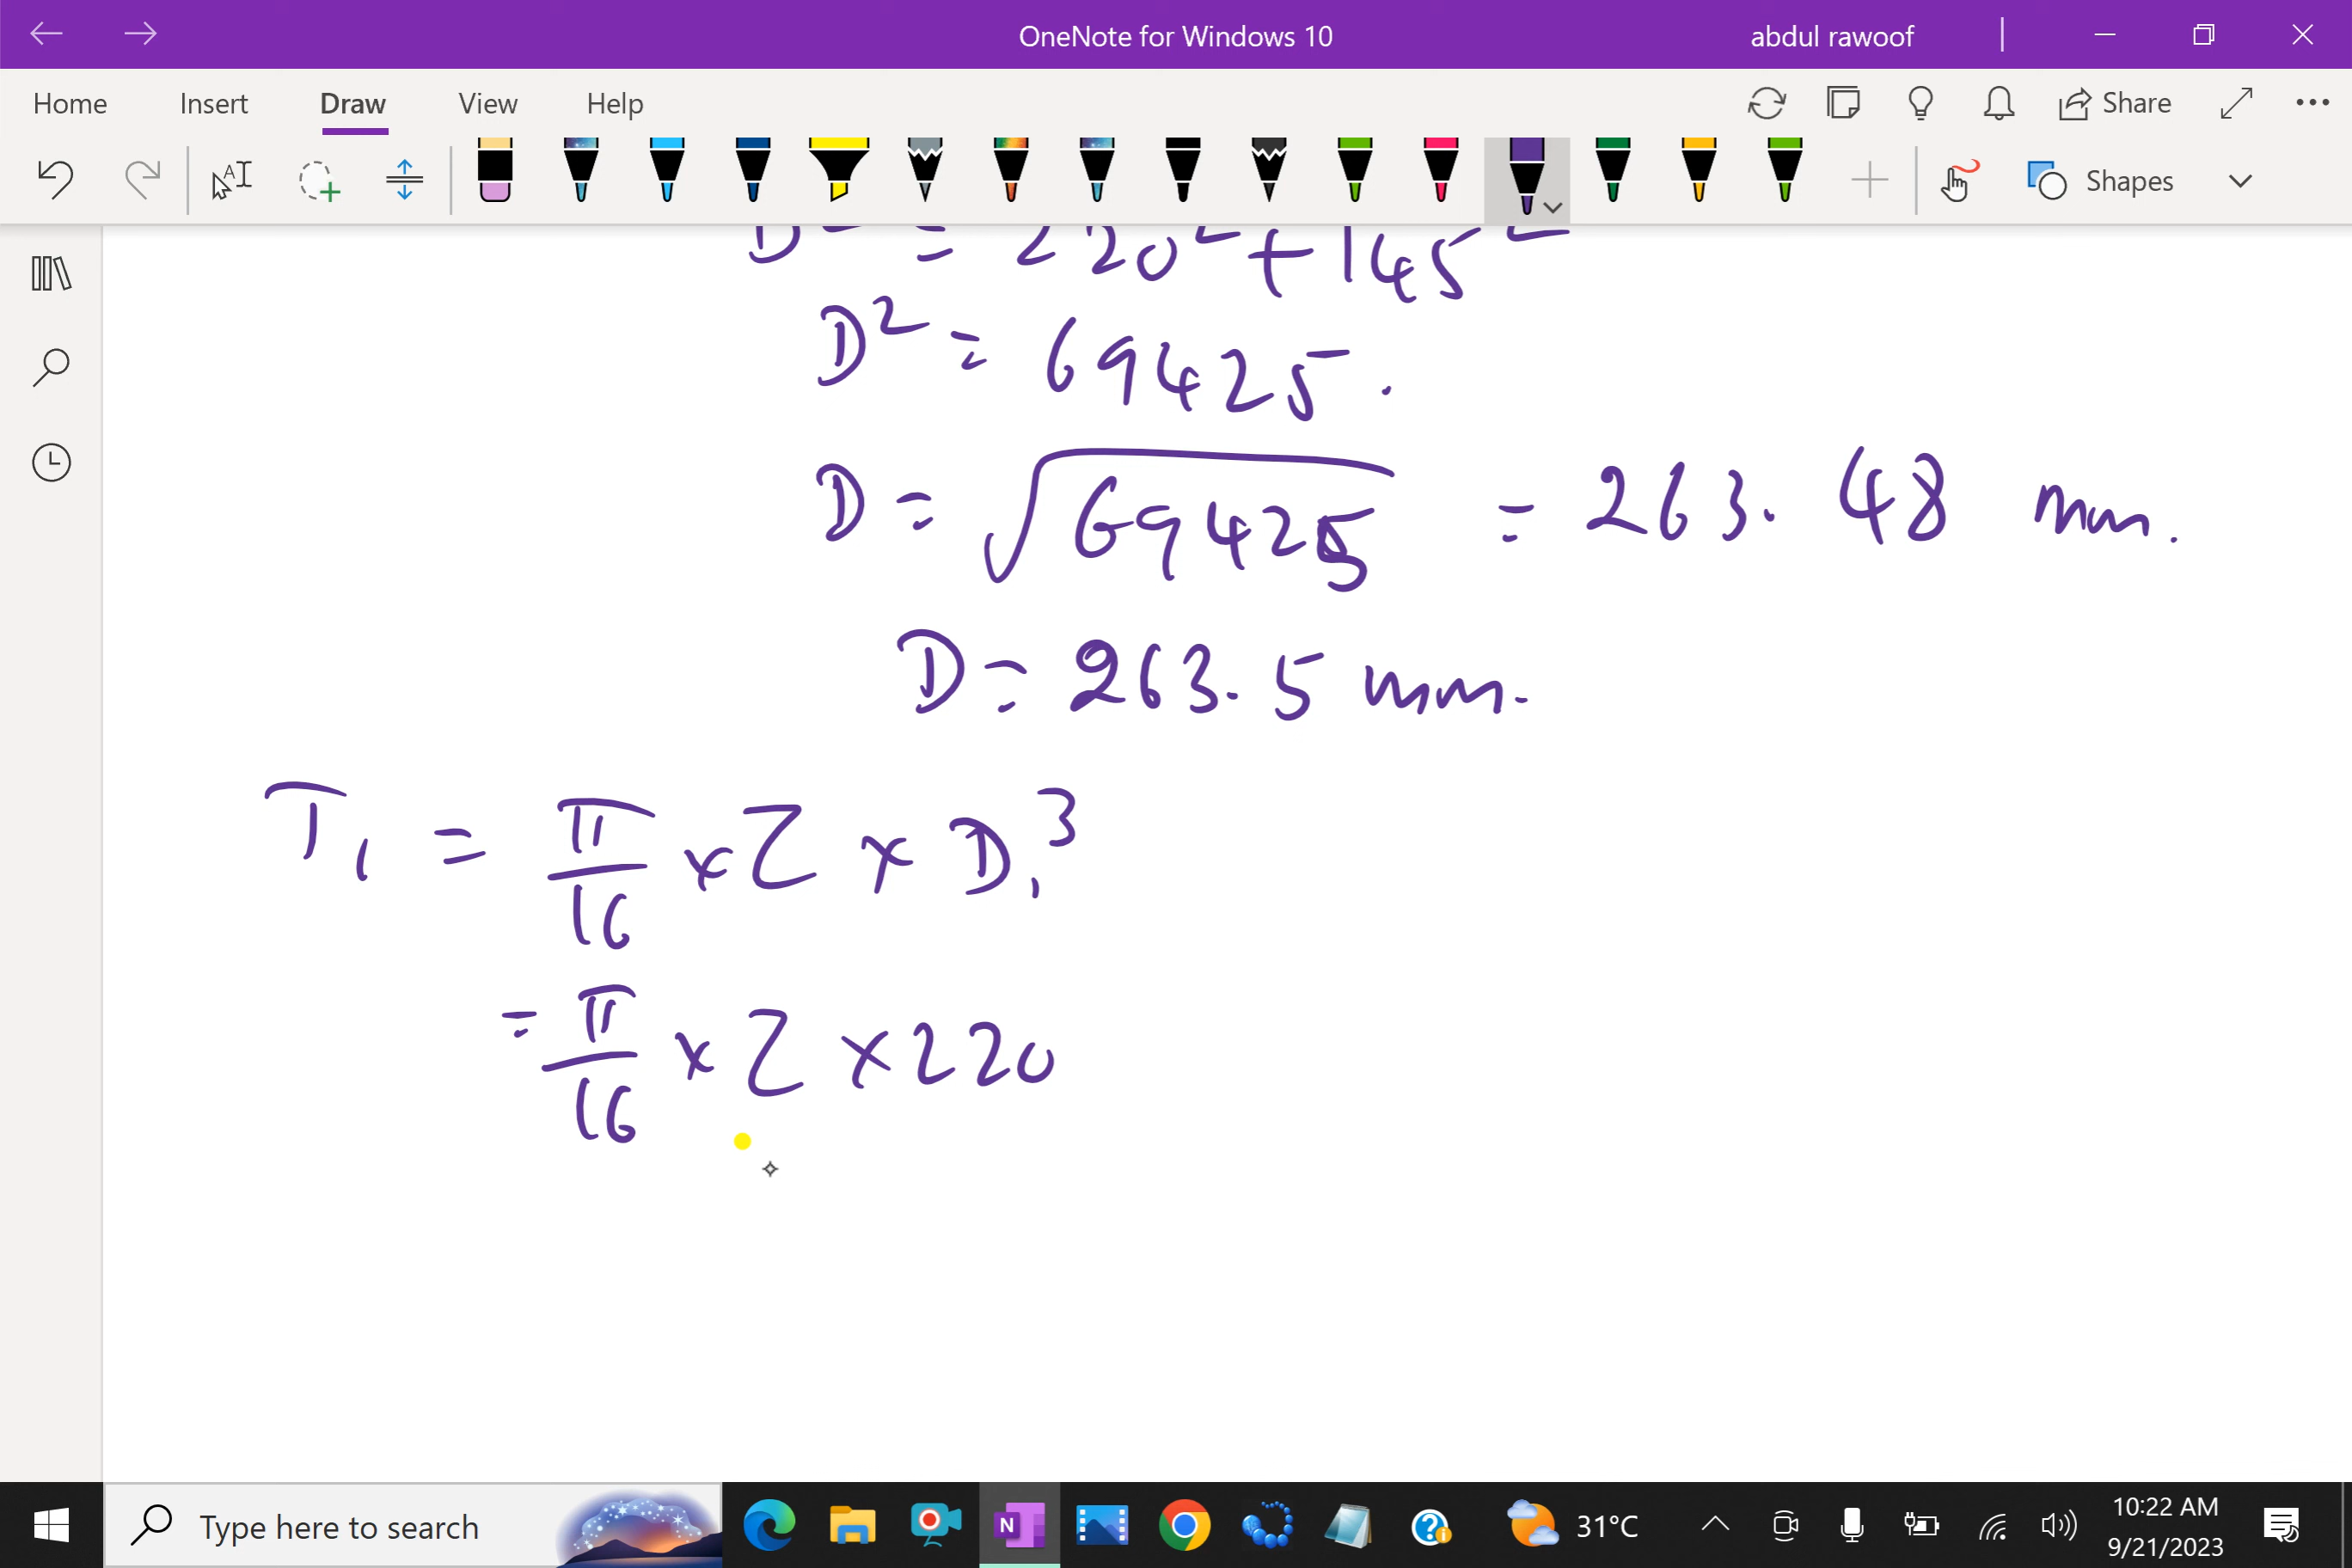 OneNote for Windows 10
abdul rawoof
Home Insert Draw View Help
Share
Shapes
D² = 220² + 145²
D² = 69425.
D = √69425 = 263.48 mm.
D = 263.5 mm.
T₁ = π/16 × Z × D₁³
= π/16 × Z × 220
Type here to search
31°C
10:22 AM
9/21/2023